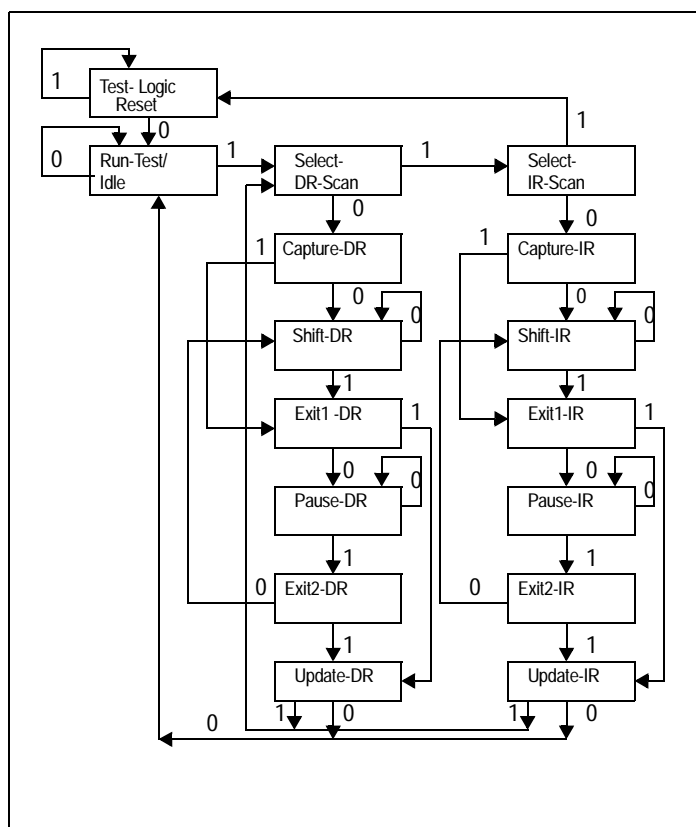 1
Test- Logic
Reset
0
1
0
Run-Test/
Idle
1
Select-
DR-Scan
1
Select-
IR-Scan
0
0
1
Capture-DR
1
Capture-IR
0
0
0
0
Shift-DR
Shift-IR
1
1
Exit1 -DR
1
Exit1-IR
1
0
0
0
0
Pause-DR
Pause-IR
1
1
0
Exit2-DR
0
Exit2-IR
1
1
Update-DR
Update-IR
1
0
1
0
0